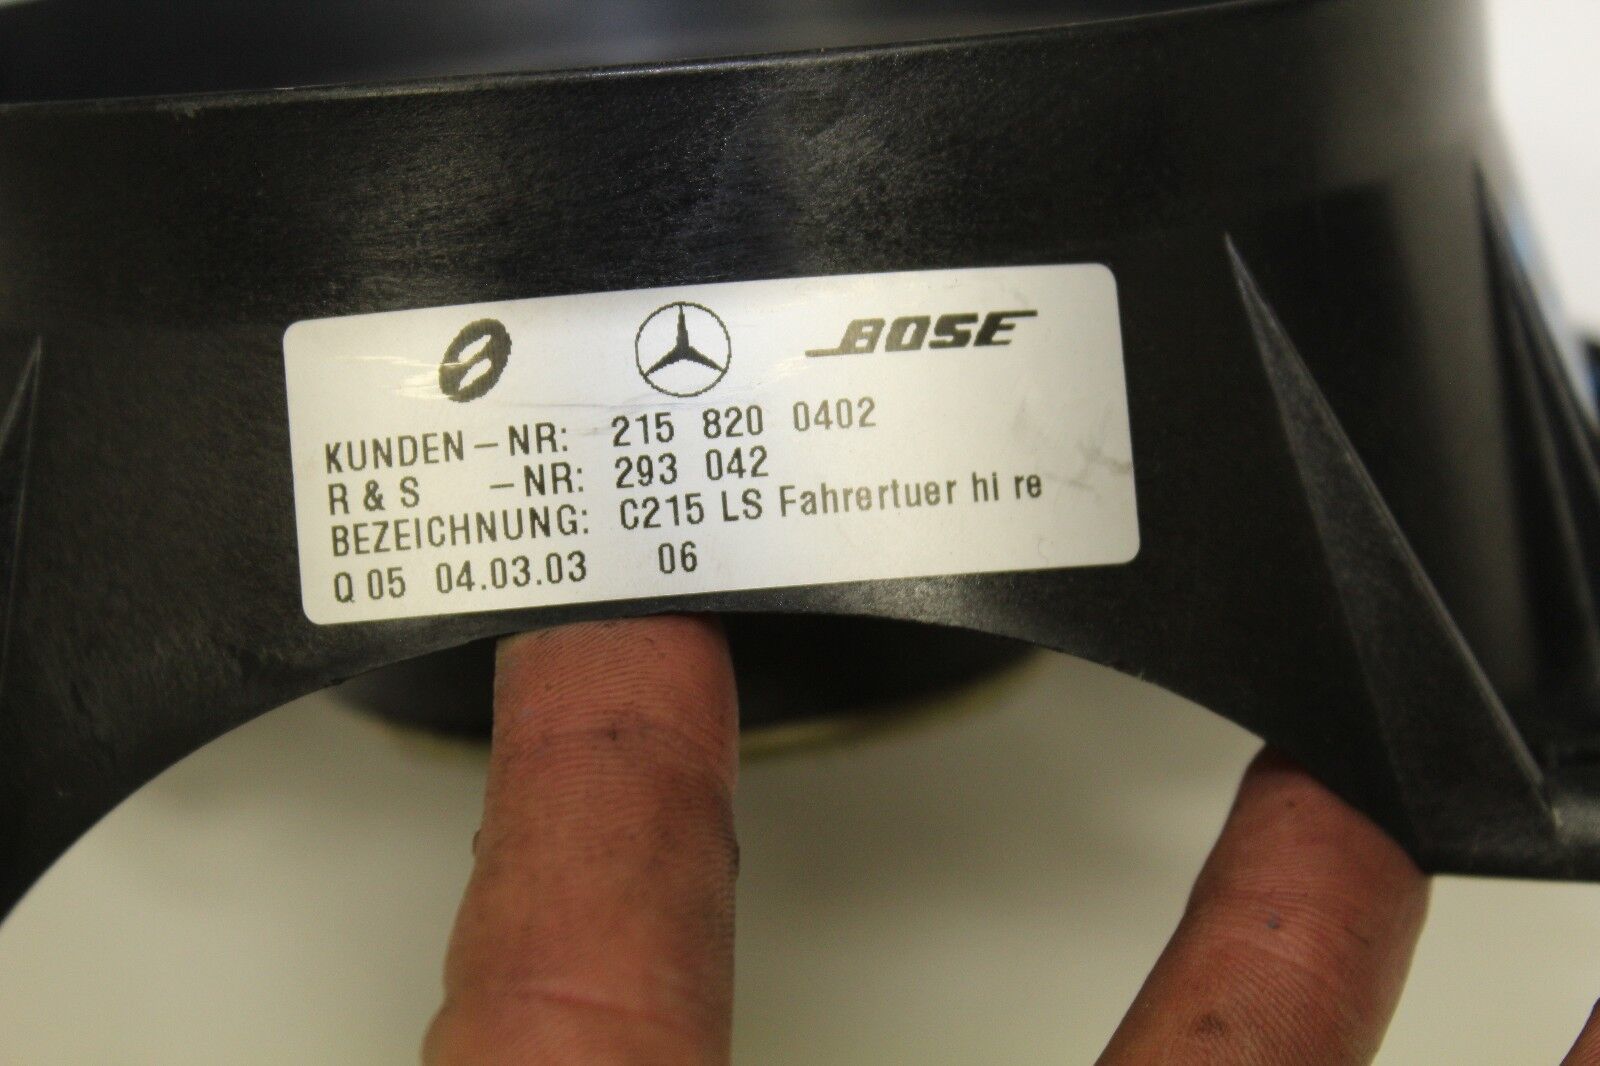 BOSE
KUNDEN-NR: 215 820 0402
R & S -NR: 293 042
BEZEICHNUNG: C215 LS Fahrertuer hi re
Q 05 04.03.03 06